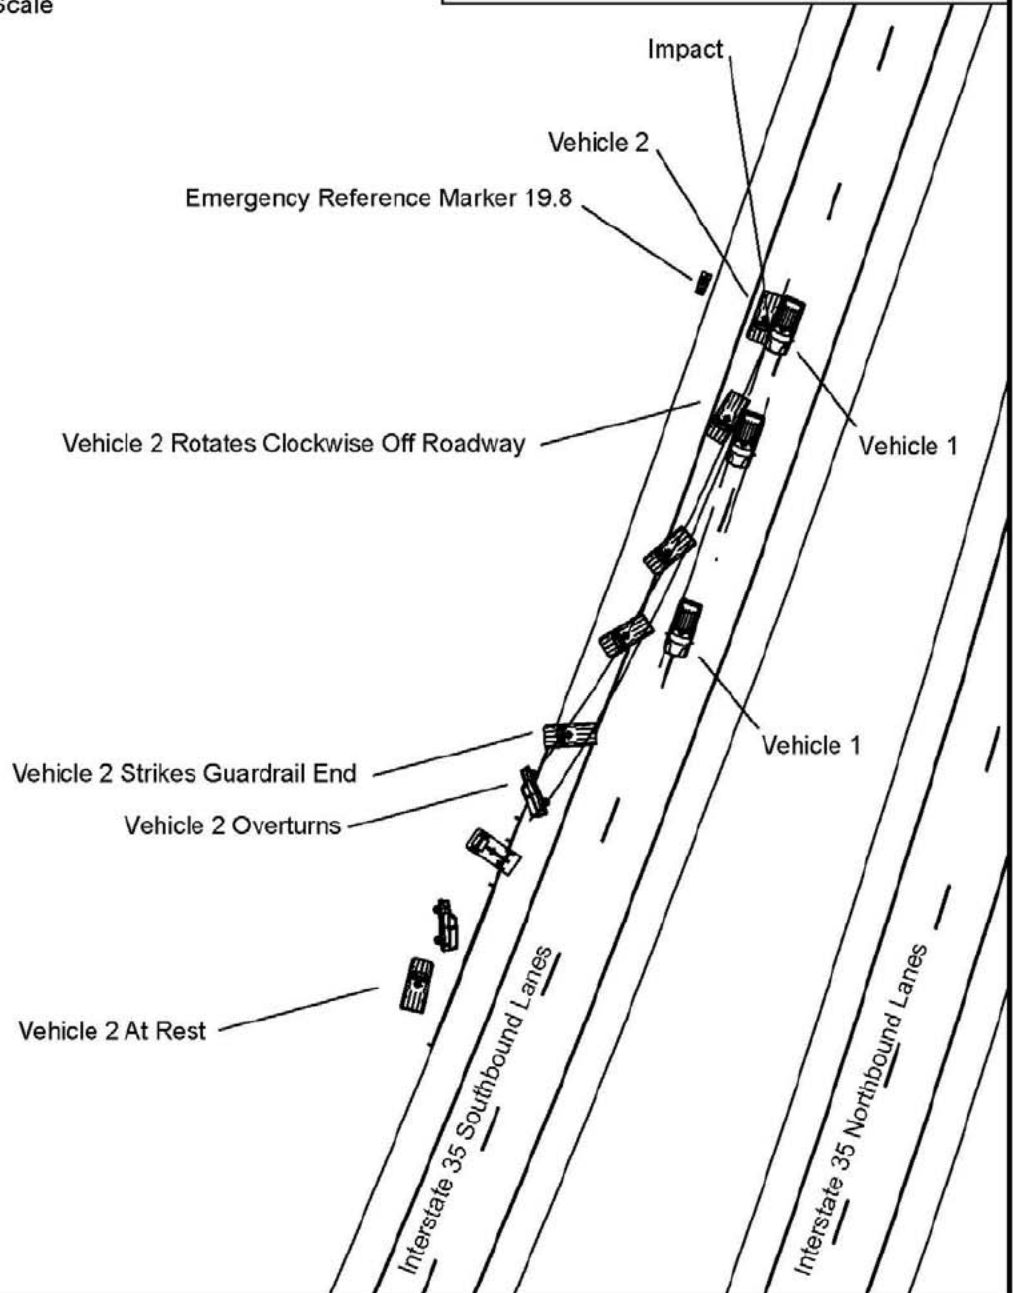 Scale
Impact
Vehicle 2
Emergency Reference Marker 19.8
Vehicle 2 Rotates Clockwise Off Roadway
Vehicle 1
Vehicle 1
Vehicle 2 Strikes Guardrail End
Vehicle 2 Overturns
Vehicle 2 At Rest
Interstate 35 Southbound Lanes
Interstate 35 Northbound Lanes